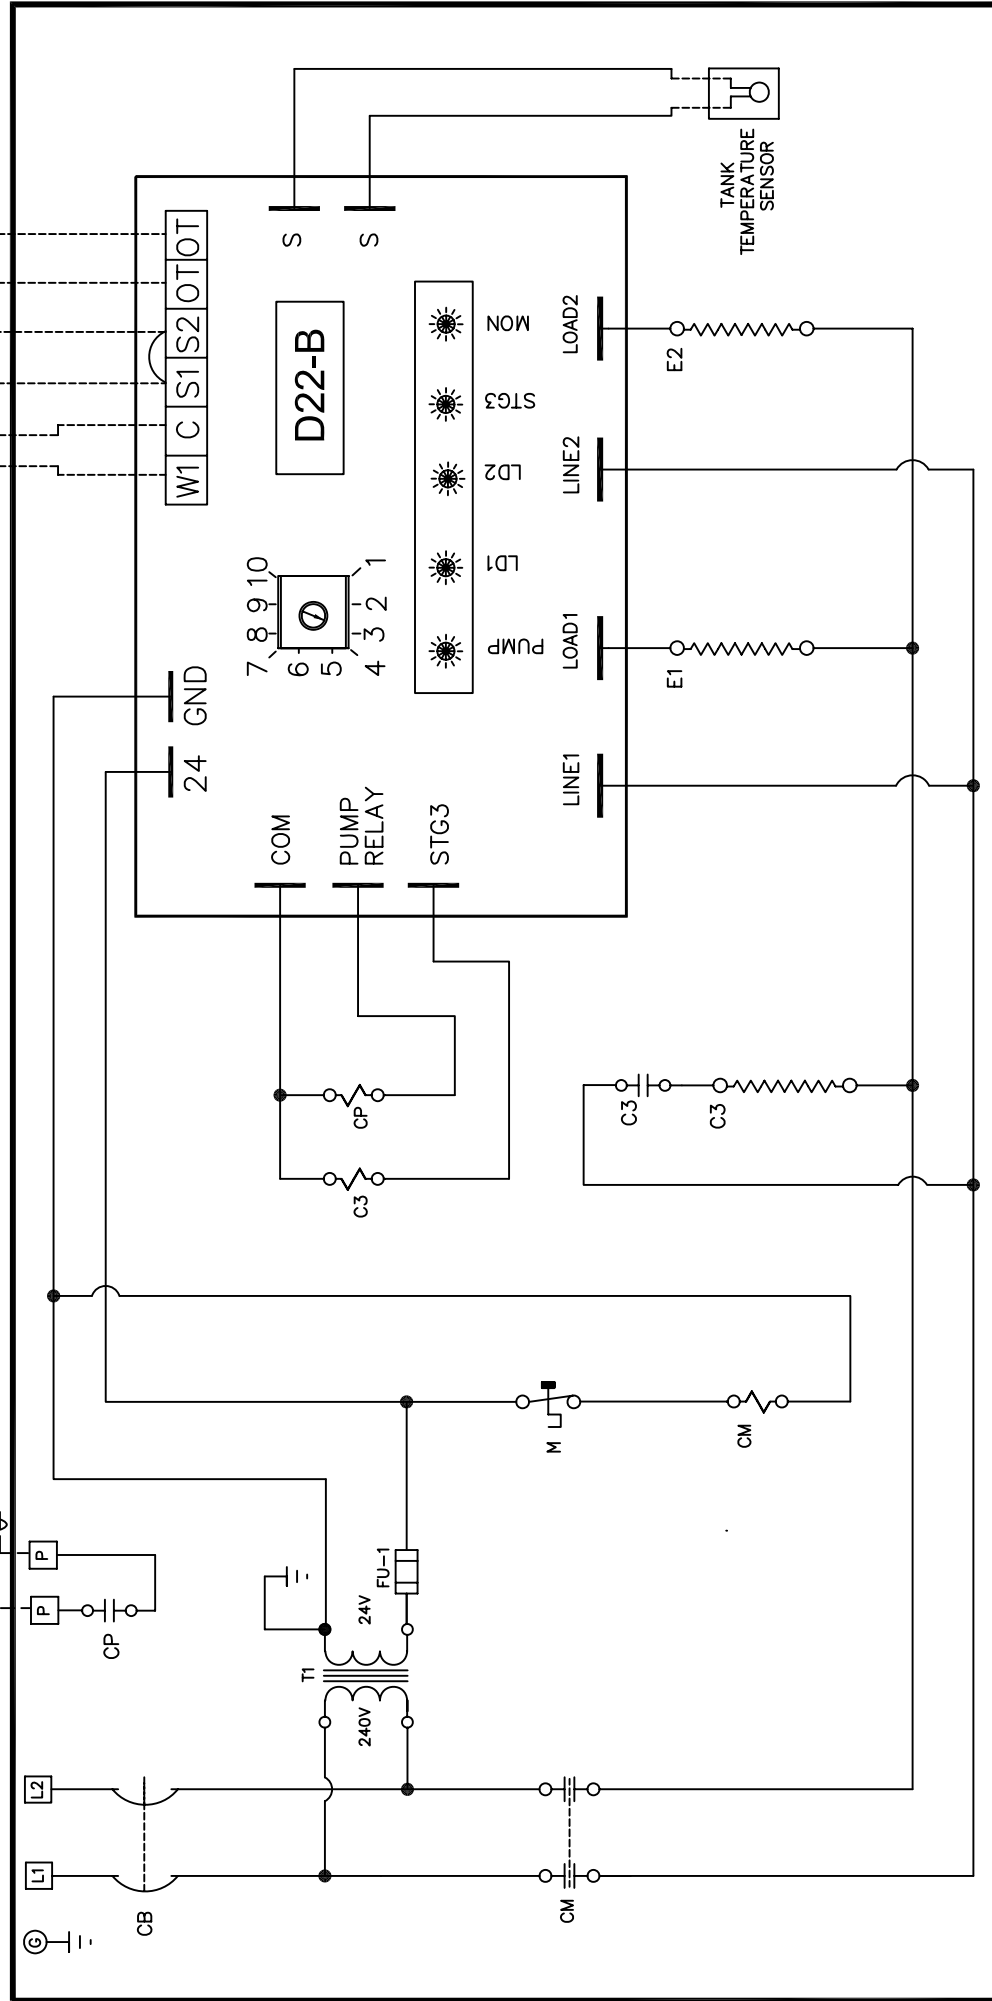 TANK
TEMPERATURE
SENSOR
W1 C S1 S2 OT OT
S
S
D22-B
MON
STG3
LD2
LD1
PUMP
LOAD2
LINE2
LOAD1
LINE1
E2
E1
1
2
3
4
5
6
7
8
9
10
24 GND
COM
PUMP
RELAY
STG3
CP
C3
C3
C3
M
CM
P
P
CP
FU-1
24V
T1
240V
L2
L1
CM
CB
G